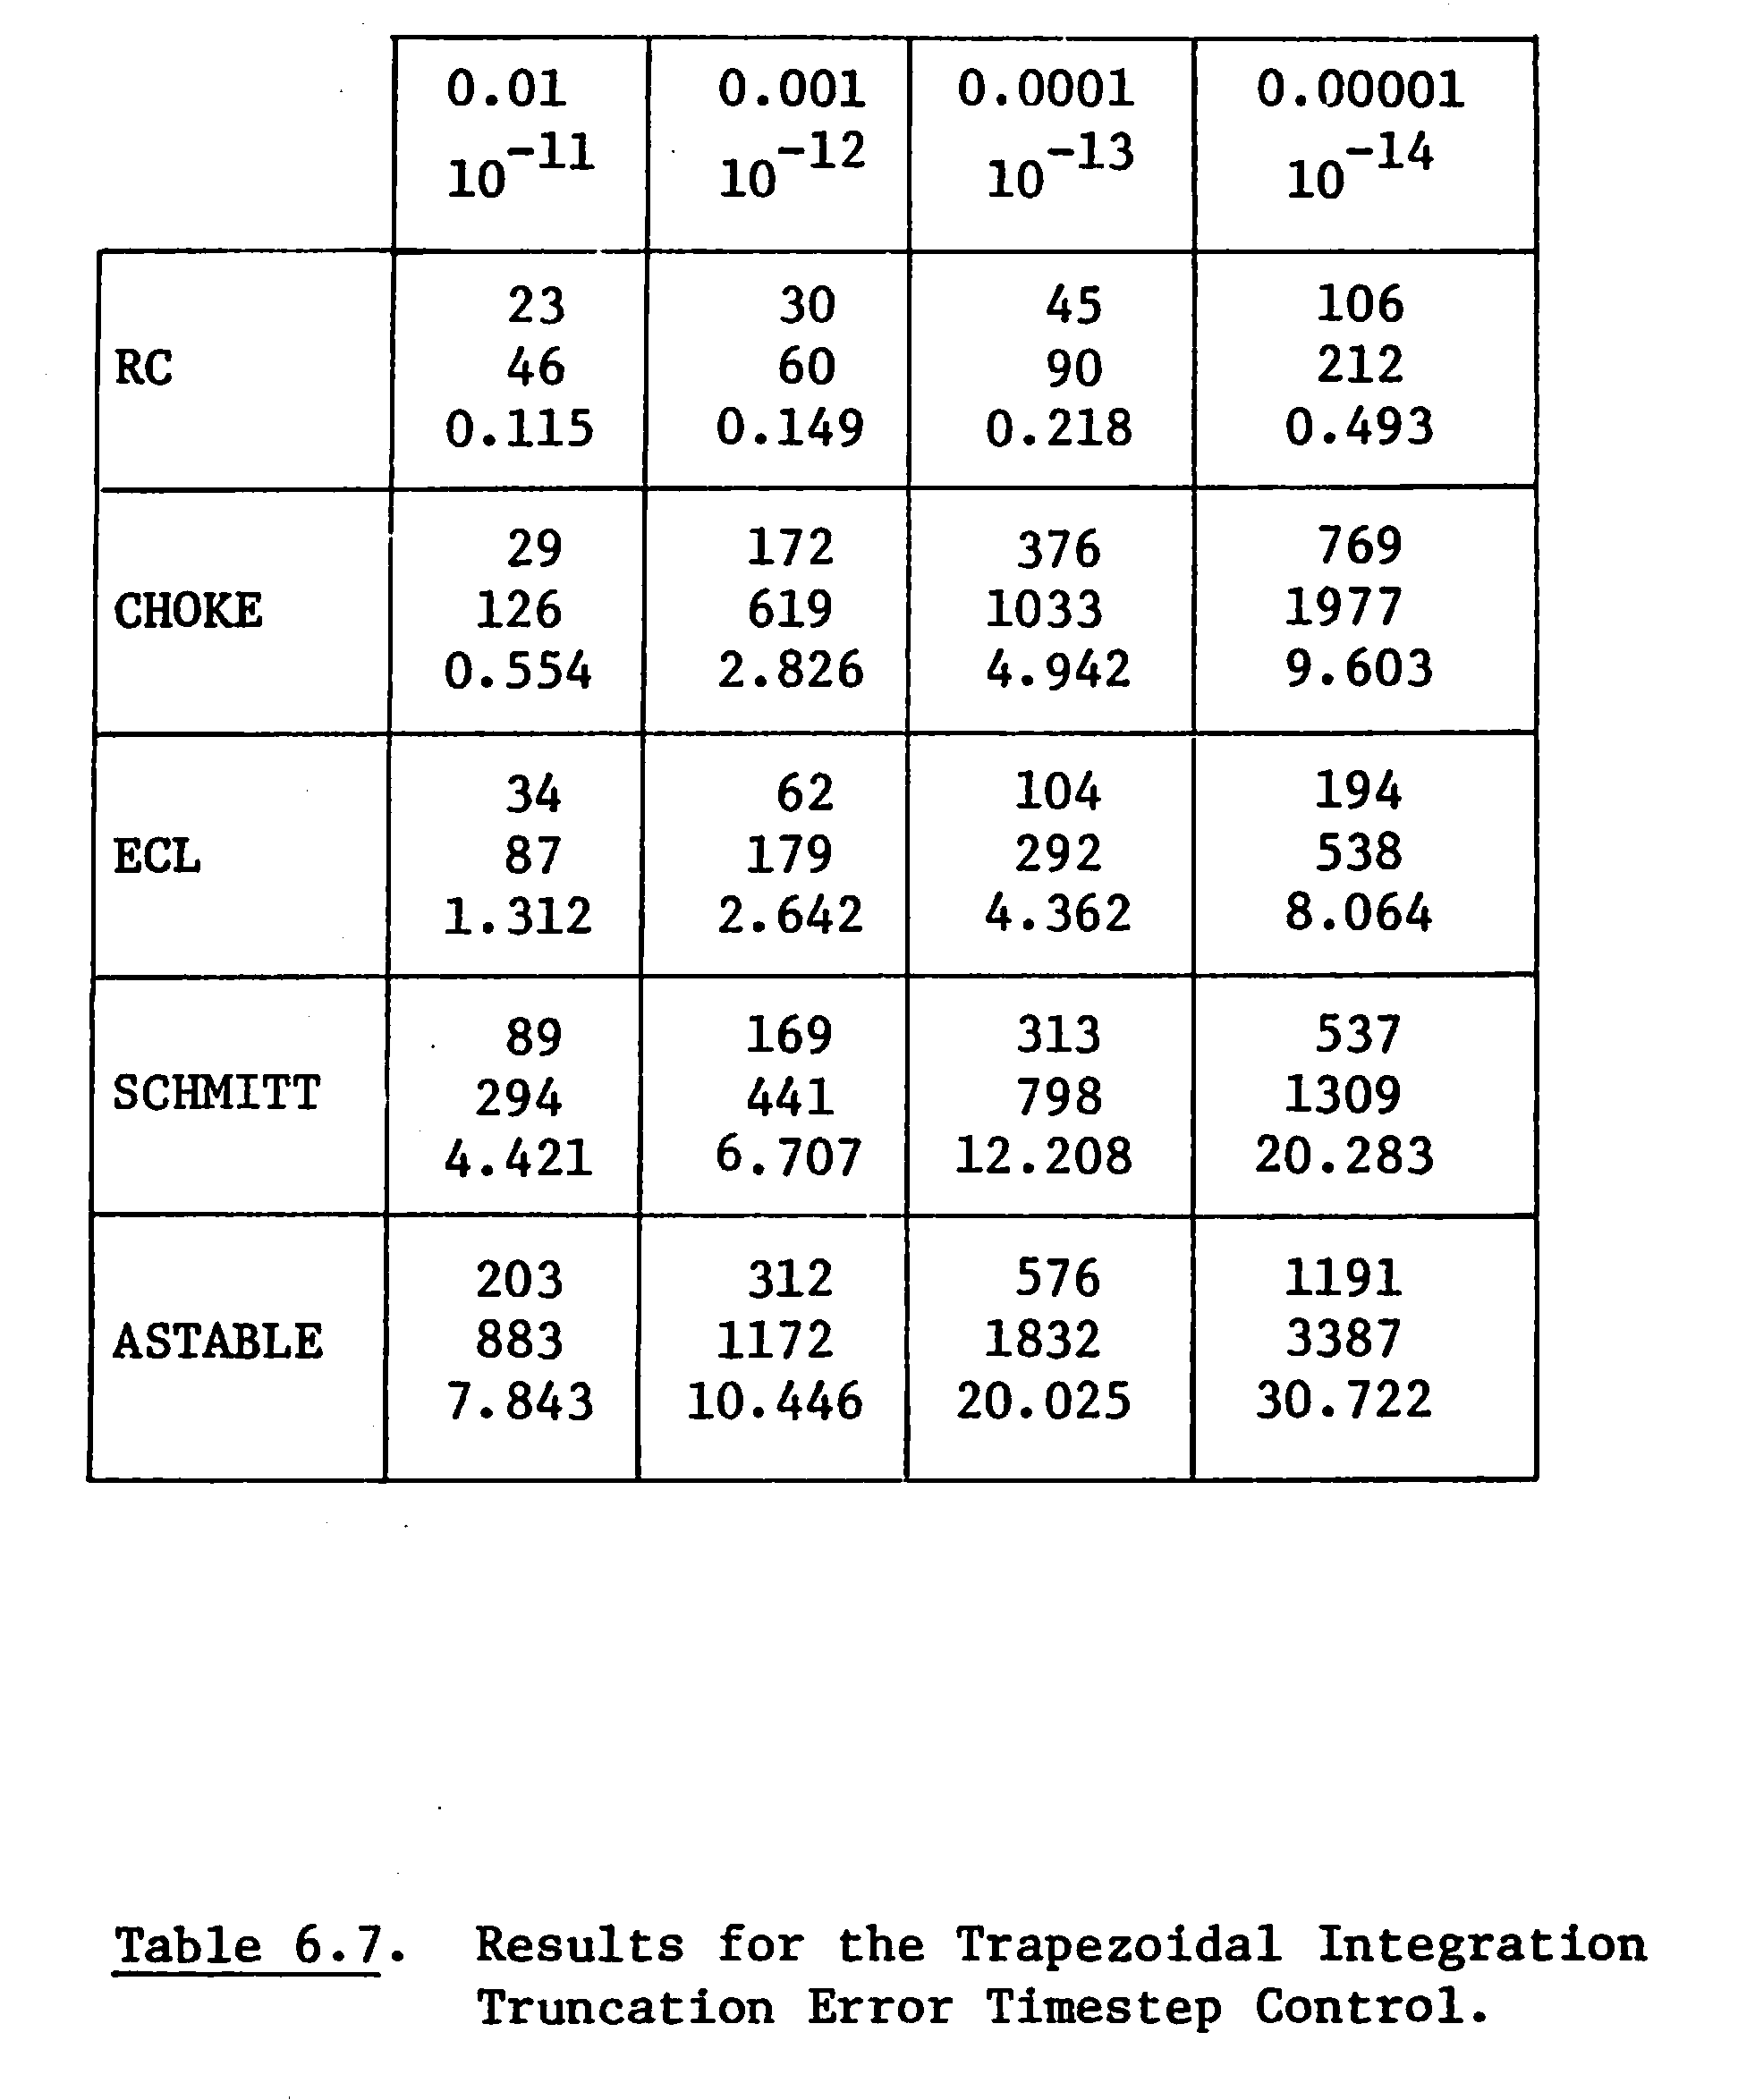 0.01 0.001 0.0001 0.00001
10^-11 10^-12 10^-13 10^-14
23 30 45 106
RC 46 60 90 212
0.115 0.149 0.218 0.493
29 172 376 769
CHOKE 126 619 1033 1977
0.554 2.826 4.942 9.603
34 62 104 194
ECL 87 179 292 538
1.312 2.642 4.362 8.064
89 169 313 537
SCHMITT 294 441 798 1309
4.421 6.707 12.208 20.283
203 312 576 1191
ASTABLE 883 1172 1832 3387
7.843 10.446 20.025 30.722
Table 6.7. Results for the Trapezoidal Integration
Truncation Error Timestep Control.